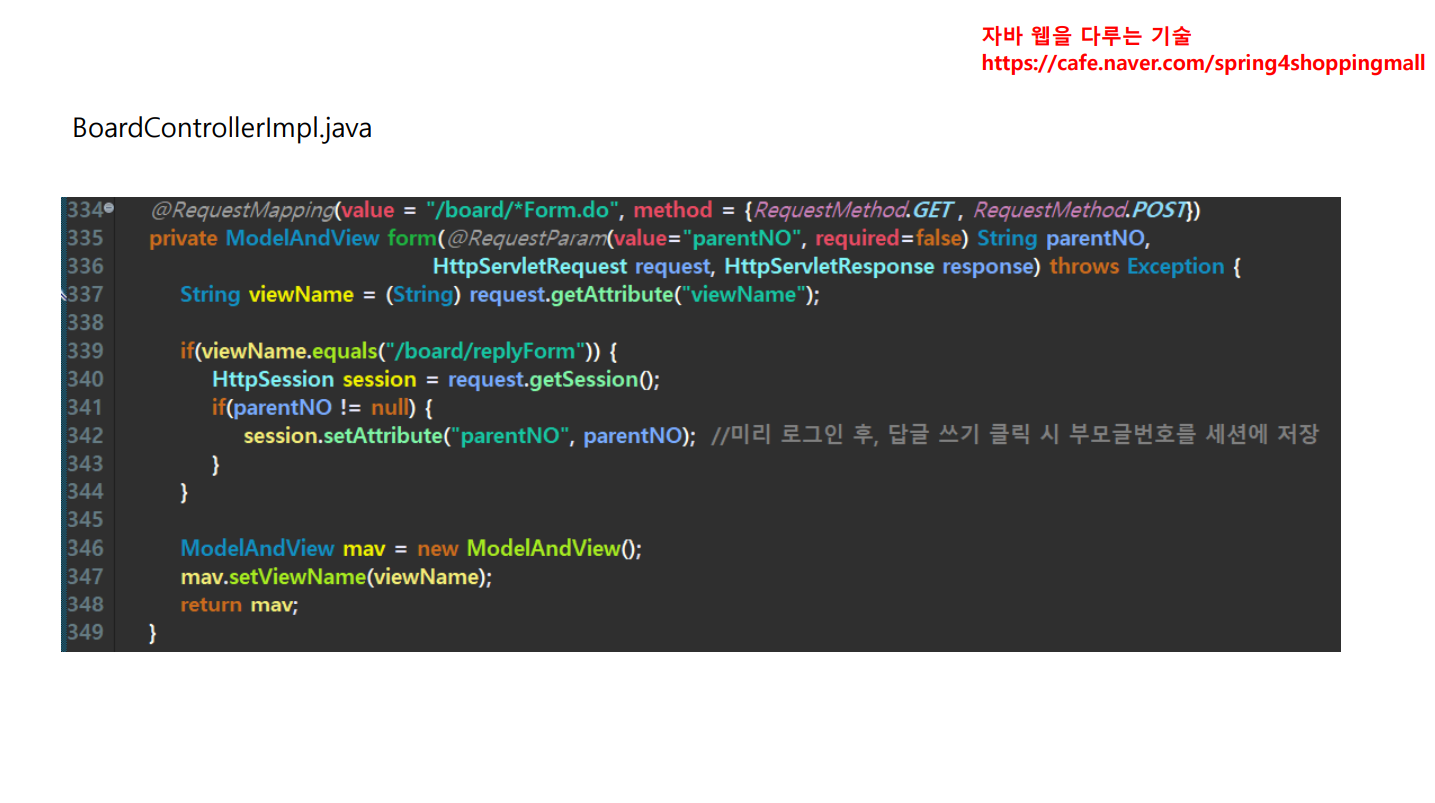 자바 웹을 다루는 기술
https://cafe.naver.com/spring4shoppingmall
BoardControllerImpl.java
334 @RequestMapping(value = "/board/*Form.do", method = {RequestMethod.GET , RequestMethod.POST})
335 private ModelAndView form(@RequestParam(value="parentNO", required=false) String parentNO,
336 HttpServletRequest request, HttpServletResponse response) throws Exception {
337 String viewName = (String) request.getAttribute("viewName");
338
339 if(viewName.equals("/board/replyForm")) {
340 HttpSession session = request.getSession();
341 if(parentNO != null) {
342 session.setAttribute("parentNO", parentNO); //미리 로그인 후, 답글 쓰기 클릭 시 부모글번호를 세션에 저장
343 }
344 }
345
346 ModelAndView mav = new ModelAndView();
347 mav.setViewName(viewName);
348 return mav;
349 }